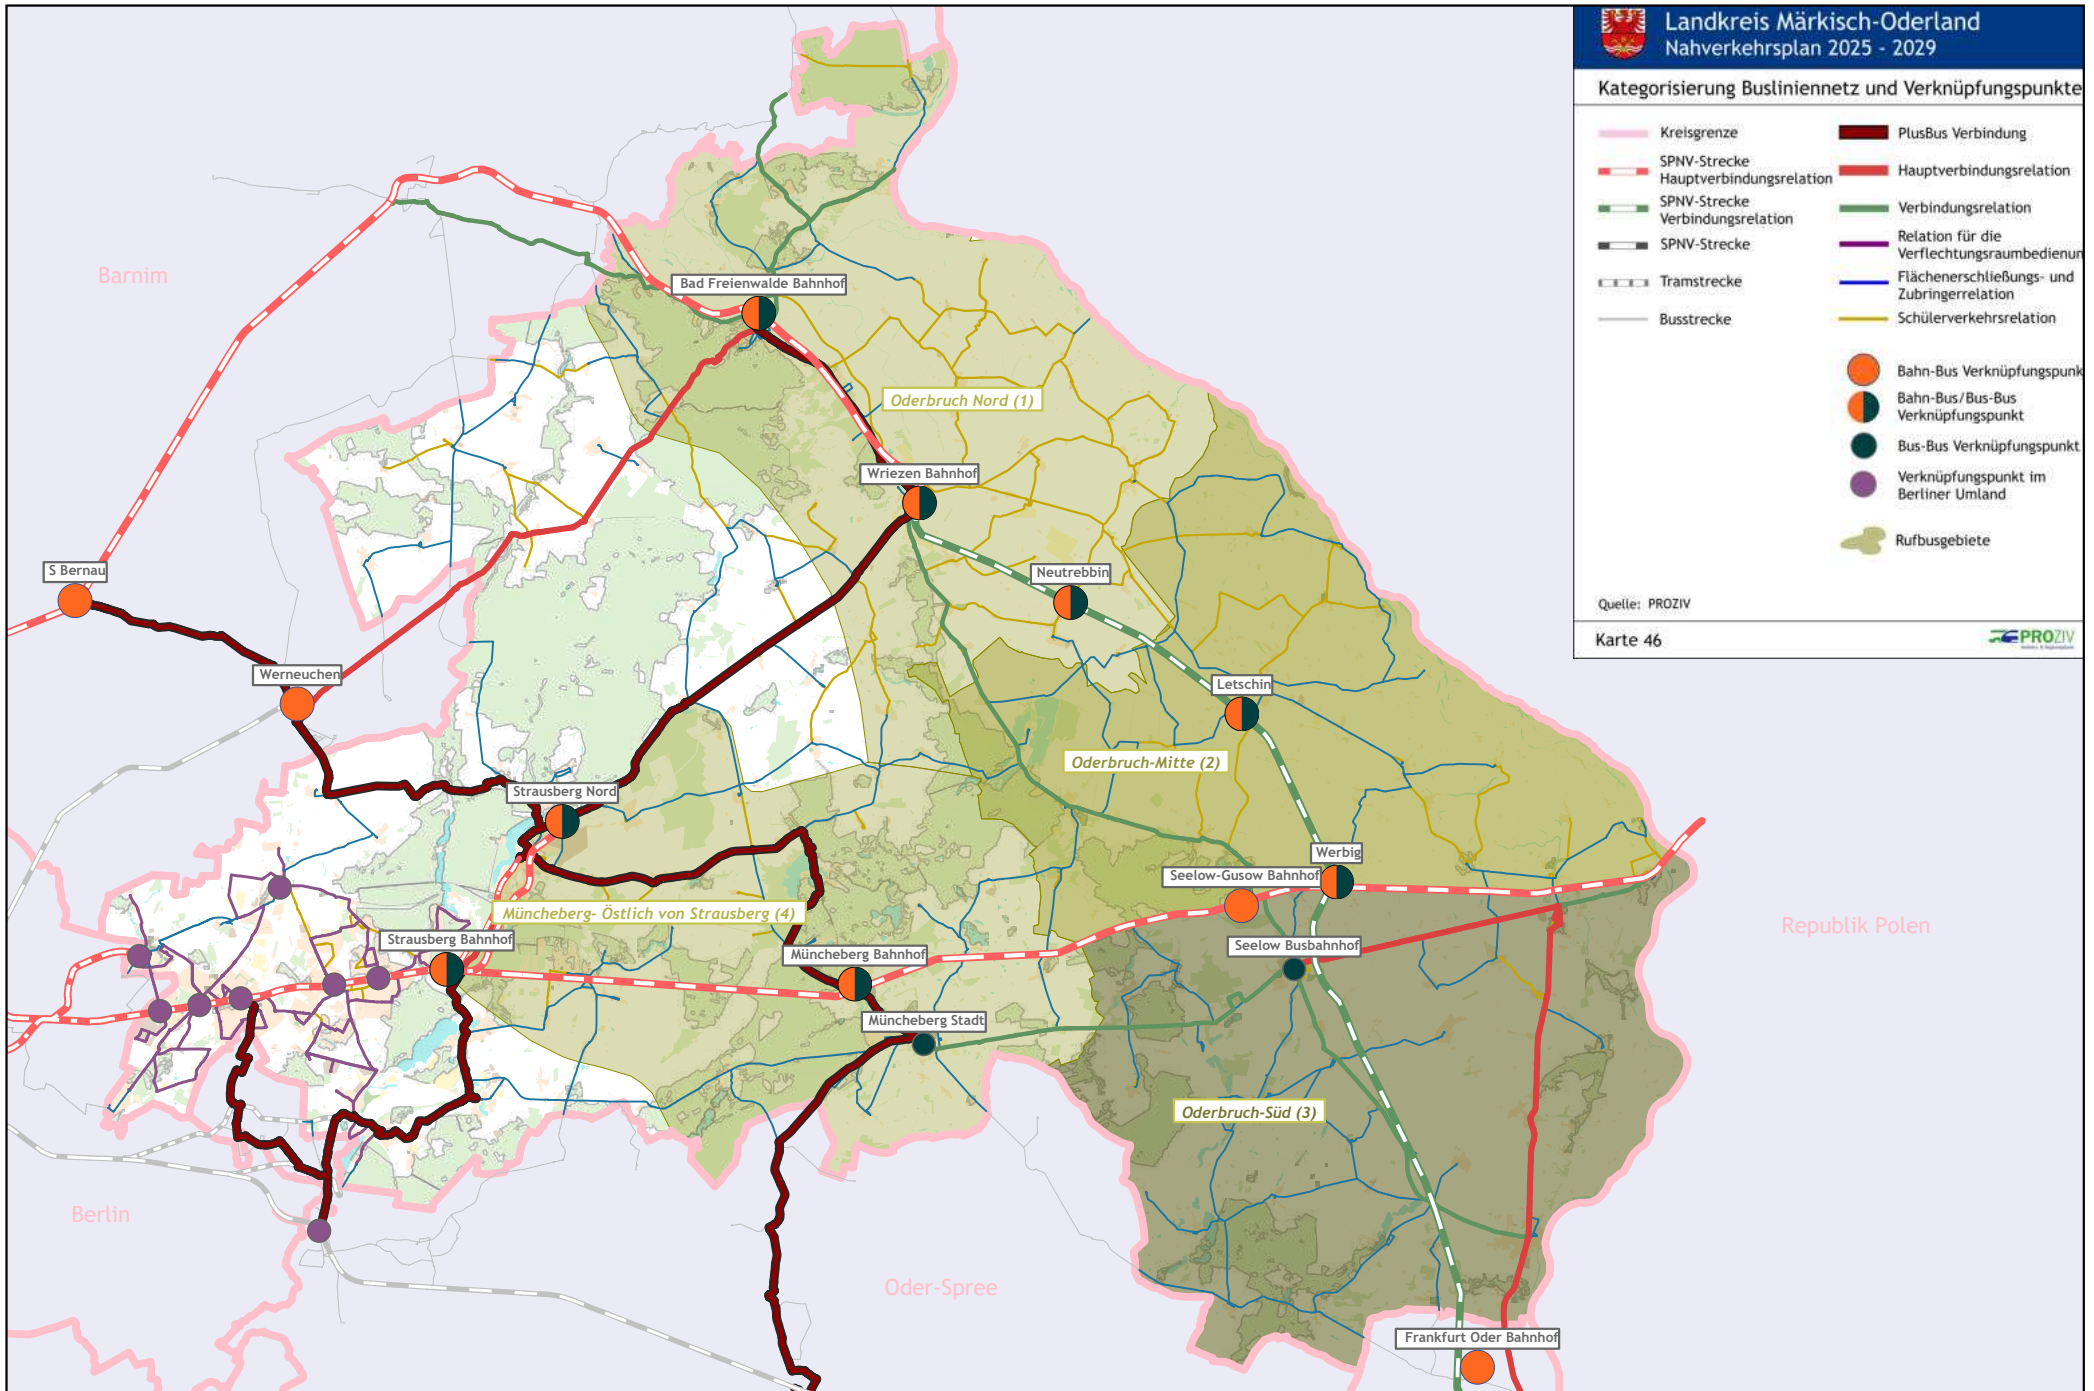 Landkreis Märkisch-Oderland
Nahverkehrsplan 2025 - 2029
Kategorisierung Busliniennetz und Verknüpfungspunkte
Kreisgrenze
SPNV-Strecke
Hauptverbindungsrelation
SPNV-Strecke
Verbindungsrelation
SPNV-Strecke
Tramstrecke
Busstrecke
PlusBus Verbindung
Hauptverbindungsrelation
Verbindungsrelation
Relation für die
Verflechtungsraumbedienun
Flächenerschließungs- und
Zubringerrelation
Schülerverkehrsrelation
Bahn-Bus Verknüpfungspunk
Bahn-Bus/Bus-Bus
Verknüpfungspunkt
Bus-Bus Verknüpfungspunkt
Verknüpfungspunkt im
Berliner Umland
Rufbusgebiete
Quelle: PROZIV
Karte 46
PROZIV
Barnim
Bad Freienwalde Bahnhof
Oderbruch Nord (1)
Wriezen Bahnhof
S Bernau
Neutrebbin
Werneuchen
Letschin
Oderbruch-Mitte (2)
Strausberg Nord
Werbig
Seelow-Gusow Bahnhof
Müncheberg- Östlich von Strausberg (4)
Republik Polen
Strausberg Bahnhof
Seelow Busbahnhof
Müncheberg Bahnhof
Müncheberg Stadt
Oderbruch-Süd (3)
Berlin
Oder-Spree
Frankfurt Oder Bahnhof